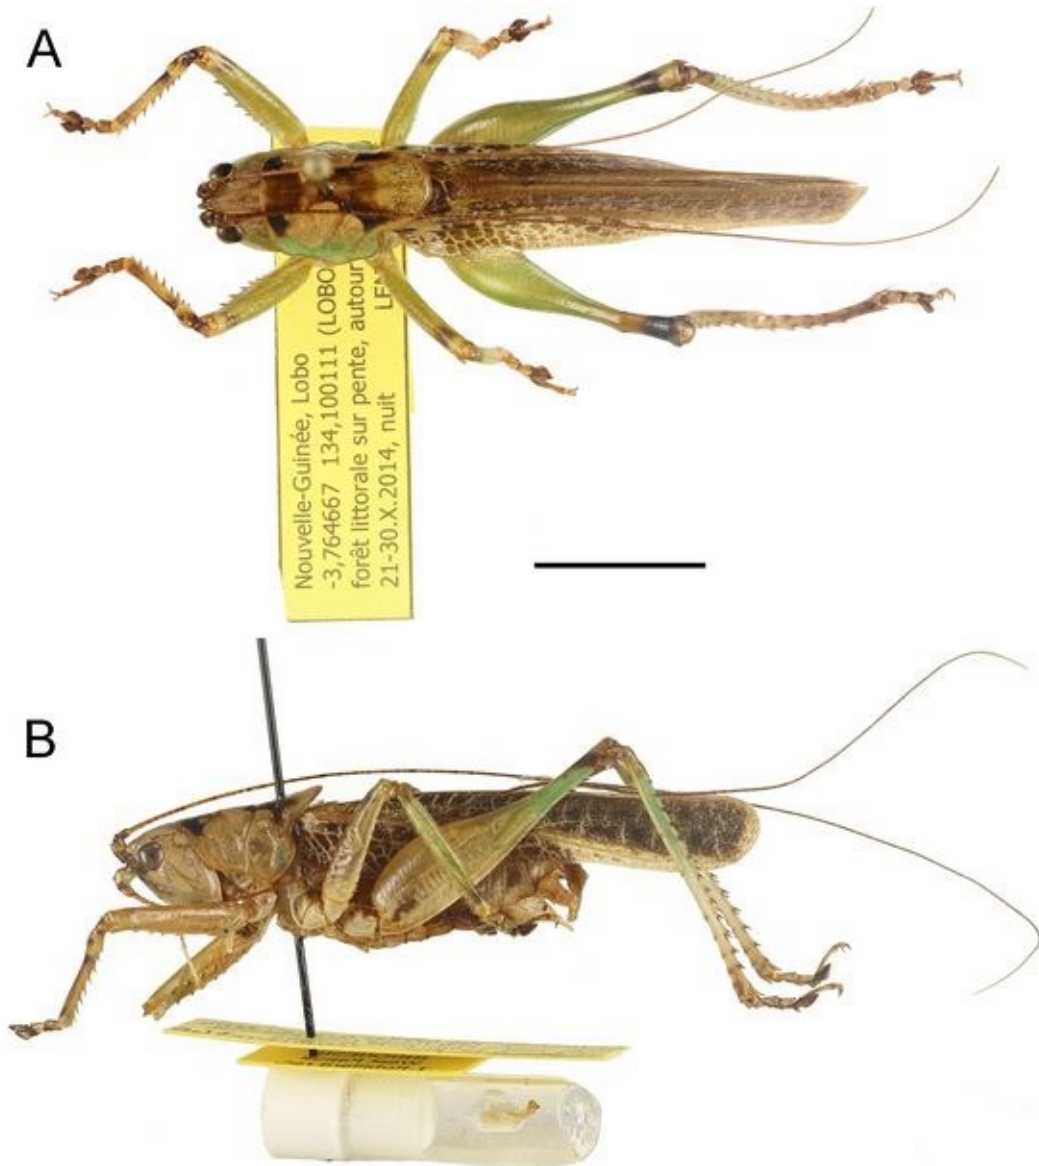 A
Nouvelle-Guinée, Lobo
-3,764667 134,100111 (LOBO
forêt littorale sur pente, autour
21-30.X.2014, nuit
B